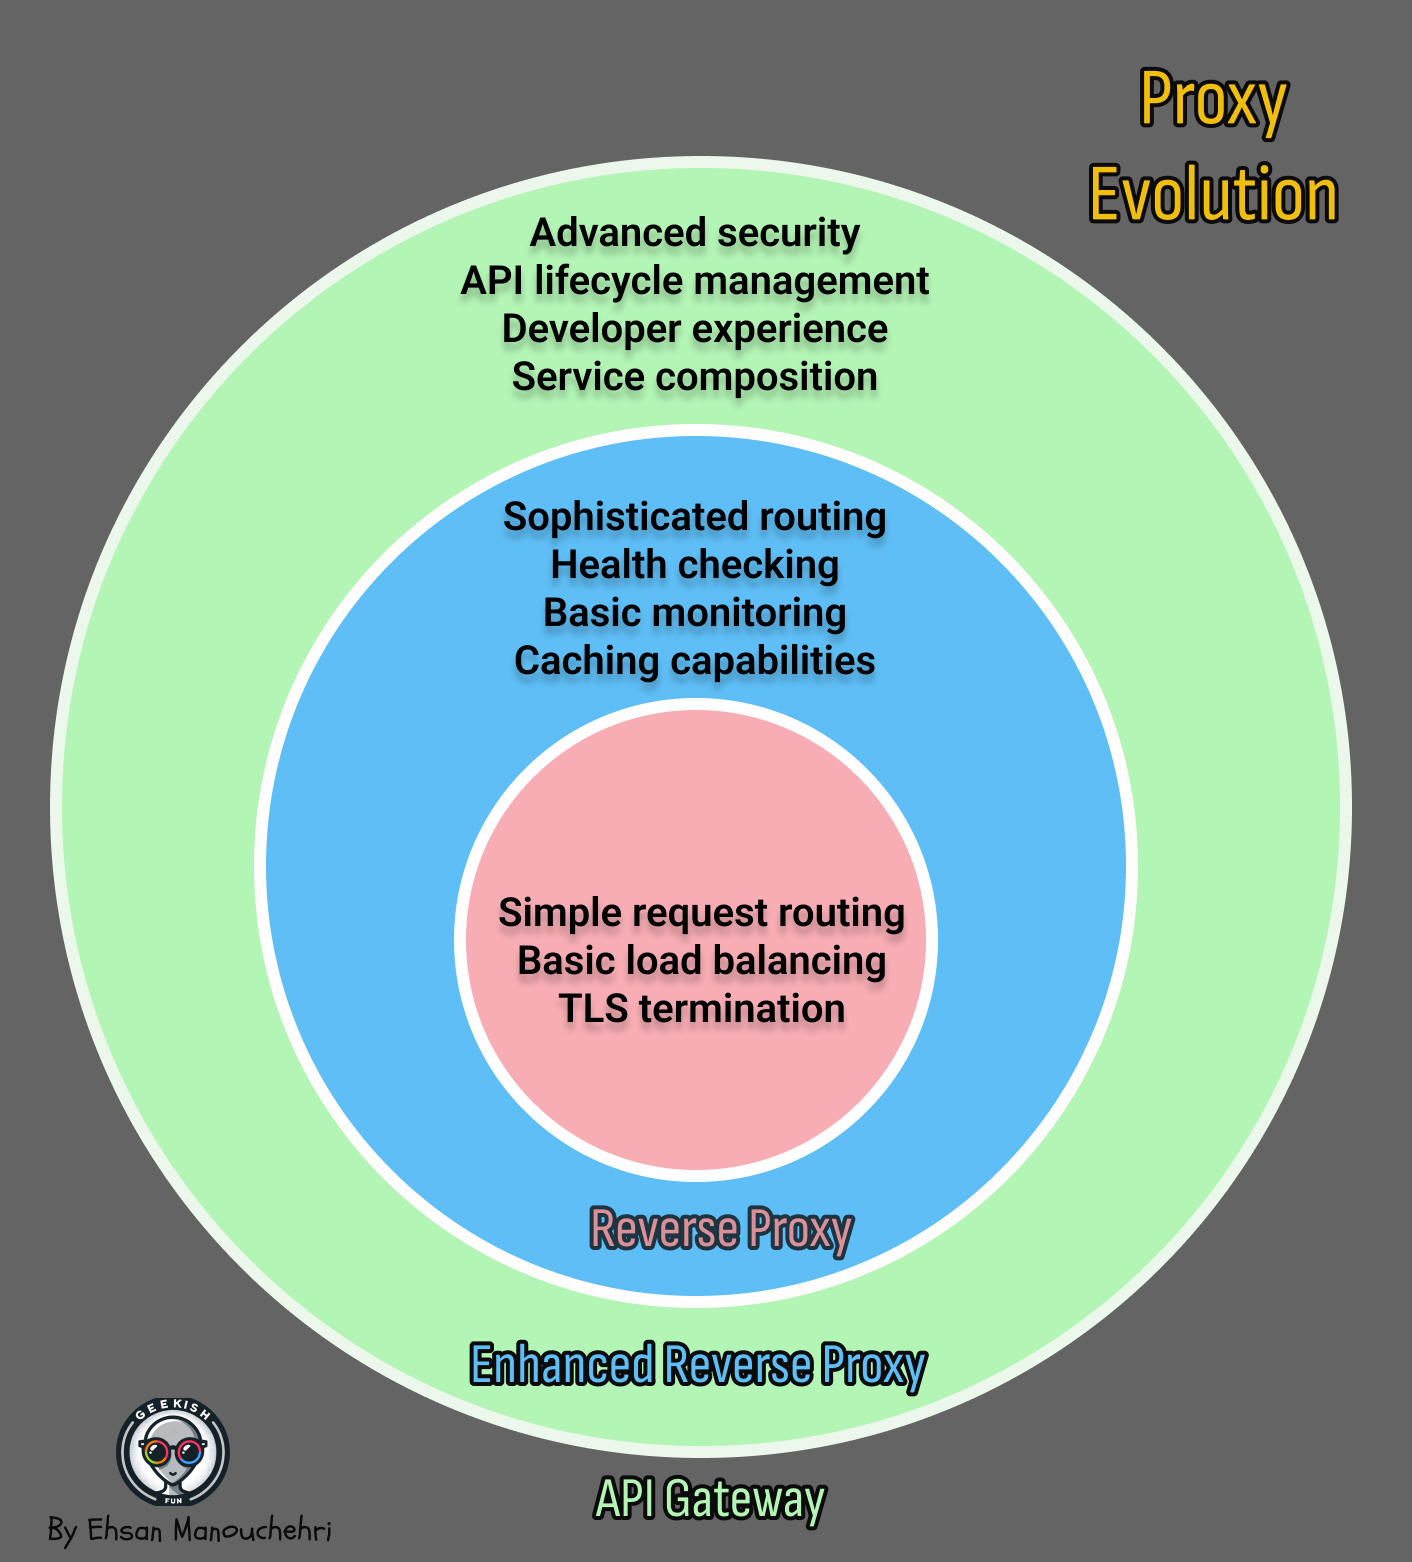 Proxy
Evolution
Advanced security
API lifecycle management
Developer experience
Service composition
Sophisticated routing
Health checking
Basic monitoring
Caching capabilities
Simple request routing
Basic load balancing
TLS termination
Reverse Proxy
Enhanced Reverse Proxy
API Gateway
GEEKISH
FUN
By Ehsan Manouchehri